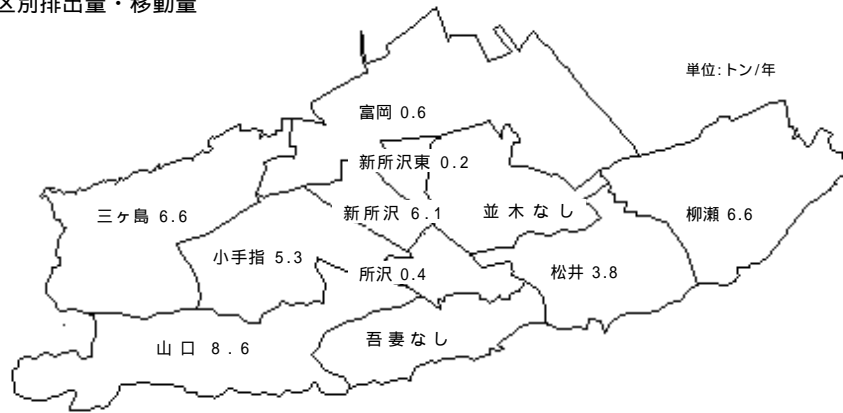 区別排出量・移動量
単位:トン/年
富岡 0.6
新所沢東 0.2
三ヶ島 6.6
新所沢 6.1
並木なし
柳瀬 6.6
小手指 5.3
所沢 0.4
松井 3.8
山口 8.6
吾妻なし